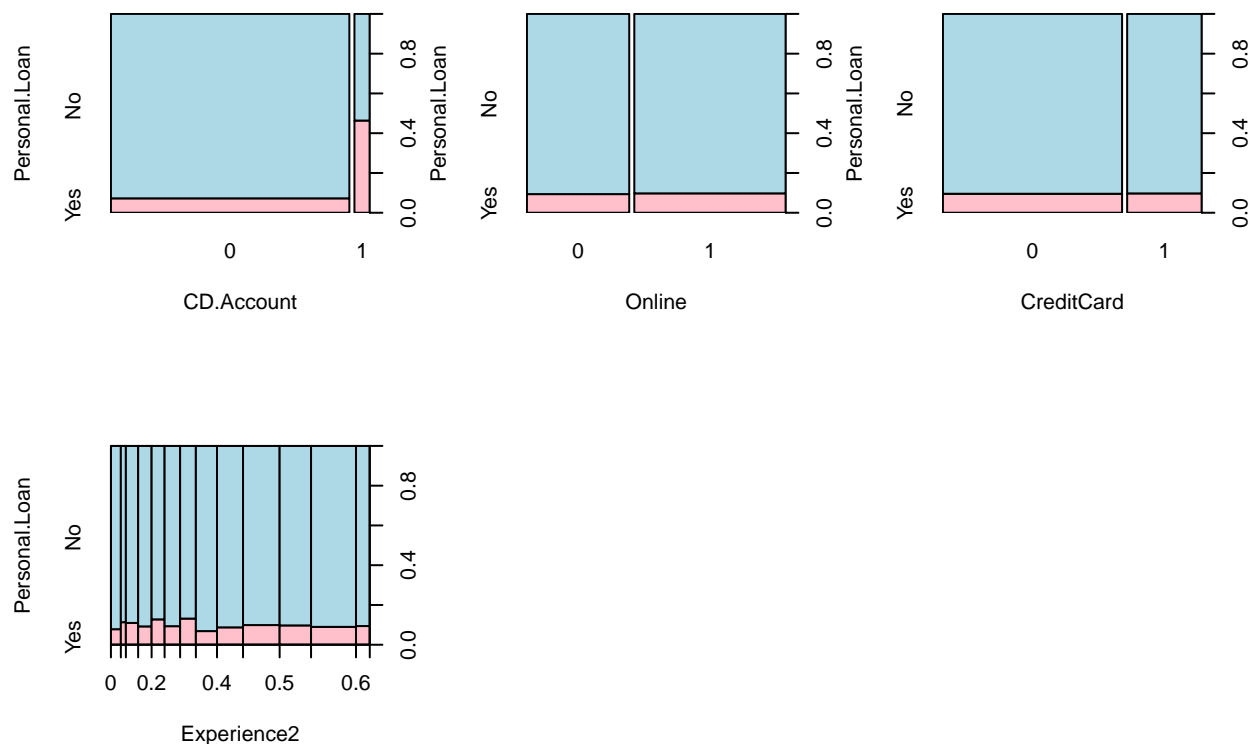 Personal.Loan
No
Yes
0.8
0.4
0.0
0 1
CD.Account
Personal.Loan
No
Yes
0.8
0.4
0.0
0 1
Online
Personal.Loan
No
Yes
0.8
0.4
0.0
0 1
CreditCard
Personal.Loan
No
Yes
0.8
0.4
0.0
0 0.2 0.4 0.5 0.6
Experience2